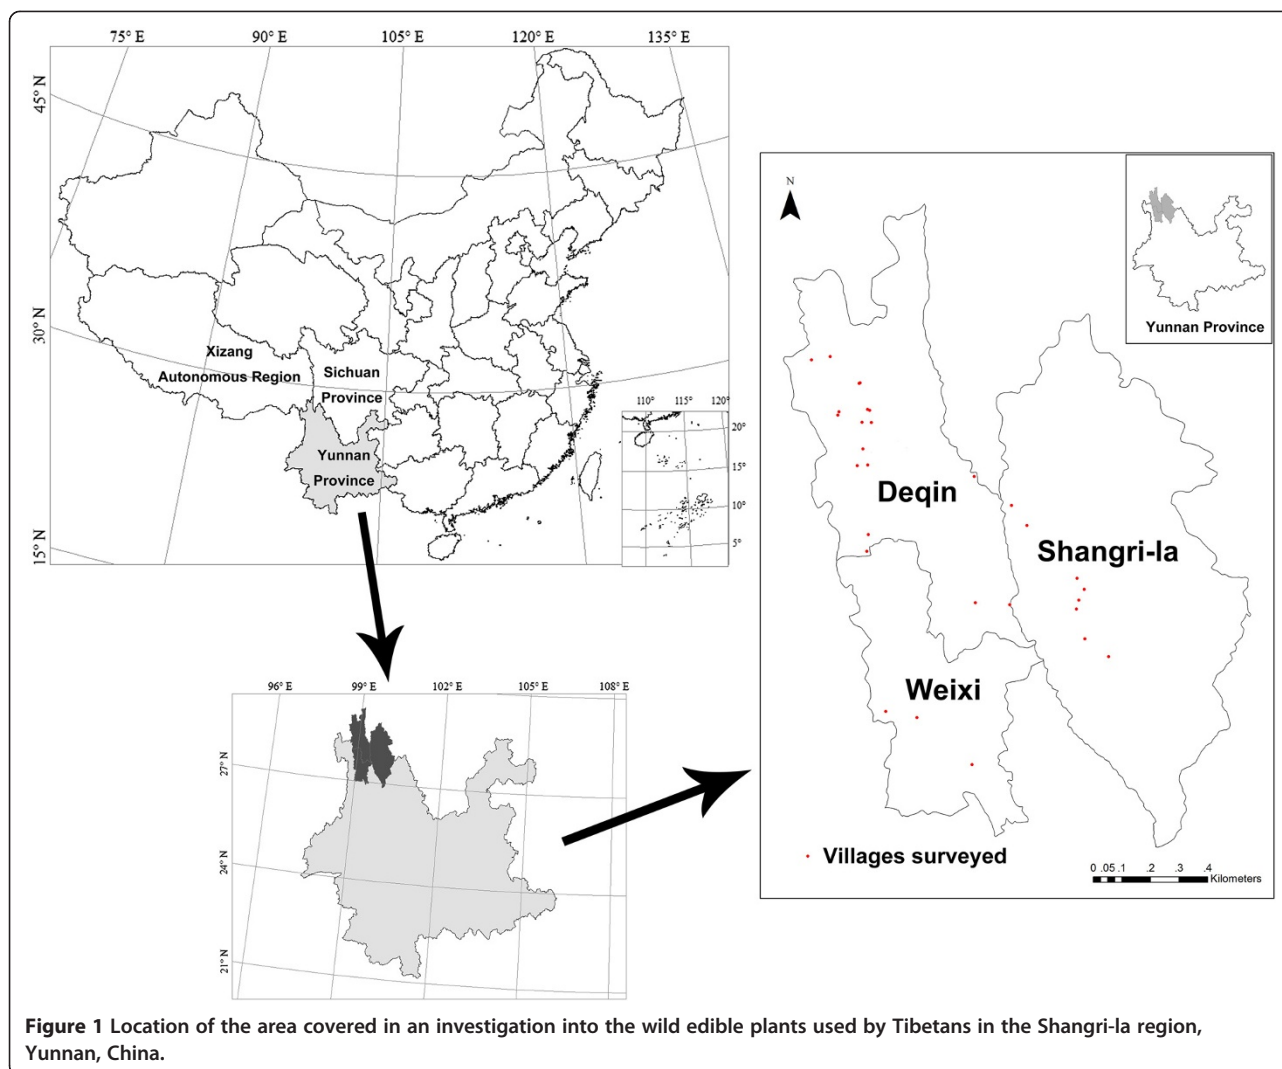 75° E 90° E 105° E 120° E 135° E
45° N
30° N
15° N
Xizang
Autonomous Region
Sichuan
Province
Yunnan
Province
110° 115° 120°
20°
15°
10°
5°
96° E 99° E 102° E 105° E 108° E
27° N
24° N
21° N
N
Yunnan Province
Deqin
Shangri-la
Weixi
Villages surveyed
0 .05 .1 .2 .3 .4
Kilometers
Figure 1 Location of the area covered in an investigation into the wild edible plants used by Tibetans in the Shangri-la region,
Yunnan, China.